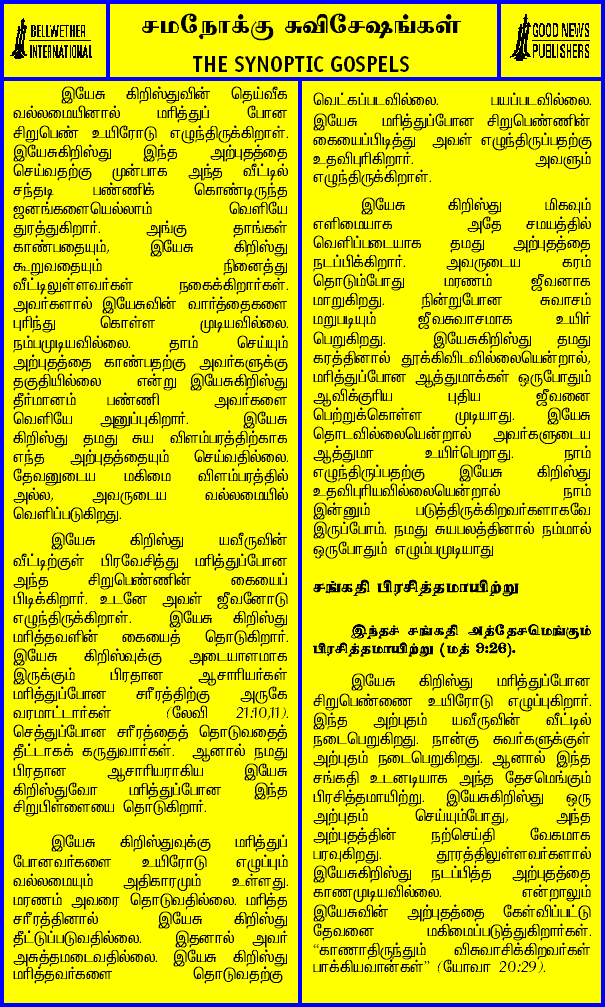 BELLWETHER
INTERNATIONAL
சமநோக்கு சுவிசேஷங்கள்
THE SYNOPTIC GOSPELS
GOOD NEWS
PUBLISHERS
இயேசு கிறிஸ்துவின் தெய்வீக
வல்லமையினால் மரித்துப் போன
சிறுபெண் உயிரோடு எழுந்திருக்கிறாள்.
இயேசுகிறிஸ்து இந்த அற்புதத்தை
செய்வதற்கு முன்பாக அந்த வீட்டில்
சந்தடி பண்ணிக் கொண்டிருந்த
ஜனங்களையெல்லாம் வெளியே
துரத்துகிறார். அங்கு தாங்கள்
காண்பதையும், இயேசு கிறிஸ்து
கூறுவதையும் நினைத்து
வீட்டிலுள்ளவர்கள் நகைக்கிறார்கள்.
அவர்களால் இயேசுவின் வார்த்தைகளை
புரிந்து கொள்ள முடியவில்லை.
நம்பமுடியவில்லை. தாம் செய்யும்
அற்புதத்தை காண்பதற்கு அவர்களுக்கு
தகுதியில்லை என்று இயேசுகிறிஸ்து
தீர்மானம் பண்ணி அவர்களை
வெளியே அனுப்புகிறார். இயேசு
கிறிஸ்து தமது சுய விளம்பரத்திற்காக
எந்த அற்புதத்தையும் செய்வதில்லை.
தேவனுடைய மகிமை விளம்பரத்தில்
அல்ல, அவருடைய வல்லமையில்
வெளிப்படுகிறது.
இயேசு கிறிஸ்து யவீருவின்
வீட்டிற்குள் பிரவேசித்து மரித்துப்போன
அந்த சிறுபெண்ணின் கையைப்
பிடிக்கிறார். உடனே அவள் ஜீவனோடு
எழுந்திருக்கிறாள். இயேசு கிறிஸ்து
மரித்தவளின் கையைத் தொடுகிறார்.
இயேசு கிறிஸ்வுக்கு அடையாளமாக
இருக்கும் பிரதான ஆசாரியர்கள்
மரித்துப்போன சரீரத்திற்கு அருகே
வரமாட்டார்கள் (லேவி 21:10,11).
செத்துப்போன சரீரத்தைத் தொடுவதைத்
தீட்டாகக் கருதுவார்கள். ஆனால் நமது
பிரதான ஆசாரியராகிய இயேசு
கிறிஸ்துவோ மரித்துப்போன இந்த
சிறுபிள்ளையை தொடுகிறார்.
இயேசு கிறிஸ்துவுக்கு மரித்துப்
போனவர்களை உயிரோடு எழுப்பும்
வல்லமையும் அதிகாரமும் உள்ளது.
மரணம் அவரை தொடுவதில்லை. மரித்த
சரீரத்தினால் இயேசு கிறிஸ்து
தீட்டுப்படுவதில்லை. இதனால் அவர்
அசுத்தமடைவதில்லை. இயேசு கிறிஸ்து
மரித்தவர்களை தொடுவதற்கு
வெட்கப்படவில்லை. பயப்படவில்லை.
இயேசு மரித்துப்போன சிறுபெண்ணின்
கையைப்பிடித்து அவள் எழுந்திருப்பதற்கு
உதவிபுரிகிறார். அவளும்
எழுந்திருக்கிறாள்.
இயேசு கிறிஸ்து மிகவும்
எளிமையாக அதே சமயத்தில்
வெளிப்படையாக தமது அற்புதத்தை
நடப்பிக்கிறார். அவருடைய கரம்
தொடும்போது மரணம் ஜீவனாக
மாறுகிறது. நின்றுபோன சுவாசம்
மறுபடியும் ஜீவசுவாசமாக உயிர்
பெறுகிறது. இயேசுகிறிஸ்து தமது
கரத்தினால் தூக்கிவிடவில்லையென்றால்,
மரித்துப்போன ஆத்துமாக்கள் ஒருபோதும்
ஆவிக்குரிய புதிய ஜீவனை
பெற்றுக்கொள்ள முடியாது. இயேசு
தொடவில்லையென்றால் அவர்களுடைய
ஆத்துமா உயிர்பெறாது. நாம்
எழுந்திருப்பதற்கு இயேசு கிறிஸ்து
உதவிபுரியவில்லையென்றால் நாம்
இன்னும் படுத்திருக்கிறவர்களாகவே
இருப்போம். நமது சுயபலத்தினால் நம்மால்
ஒருபோதும் எழும்பமுடியாது
சங்கதி பிரசித்தமாயிற்று
இந்தச் சங்கதி அத்தேசமெங்கும்
பிரசித்தமாயிற்று (மத் 9:26).
இயேசு கிறிஸ்து மரித்துப்போன
சிறுபெண்ணை உயிரோடு எழுப்புகிறார்.
இந்த அற்புதம் யவீருவின் வீட்டில்
நடைபெறுகிறது. நான்கு சுவர்களுக்குள்
அற்புதம் நடைபெறுகிறது. ஆனால் இந்த
சங்கதி உடனடியாக அந்த தேசமெங்கும்
பிரசித்தமாயிற்று. இயேசுகிறிஸ்து ஒரு
அற்புதம் செய்யும்போது, அந்த
அற்புதத்தின் நற்செய்தி வேகமாக
பரவுகிறது. தூரத்திலுள்ளவர்களால்
இயேசுகிறிஸ்து நடப்பித்த அற்புதத்தை
காணமுடியவில்லை. என்றாலும்
இயேசுவின் அற்புதத்தை கேள்விப்பட்டு
தேவனை மகிமைப்படுத்துகிறார்கள்.
“காணாதிருந்தும் விசுவாசிக்கிறவர்கள்
பாக்கியவான்கள்” (யோவா 20:29).